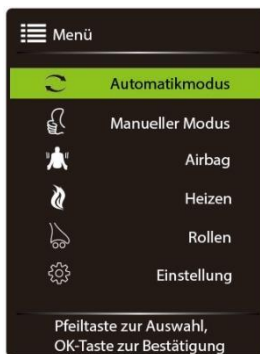 Menü
Automatikmodus
Manueller Modus
Airbag
Heizen
Rollen
Einstellung
Pfeiltaste zur Auswahl,
OK-Taste zur Bestätigung